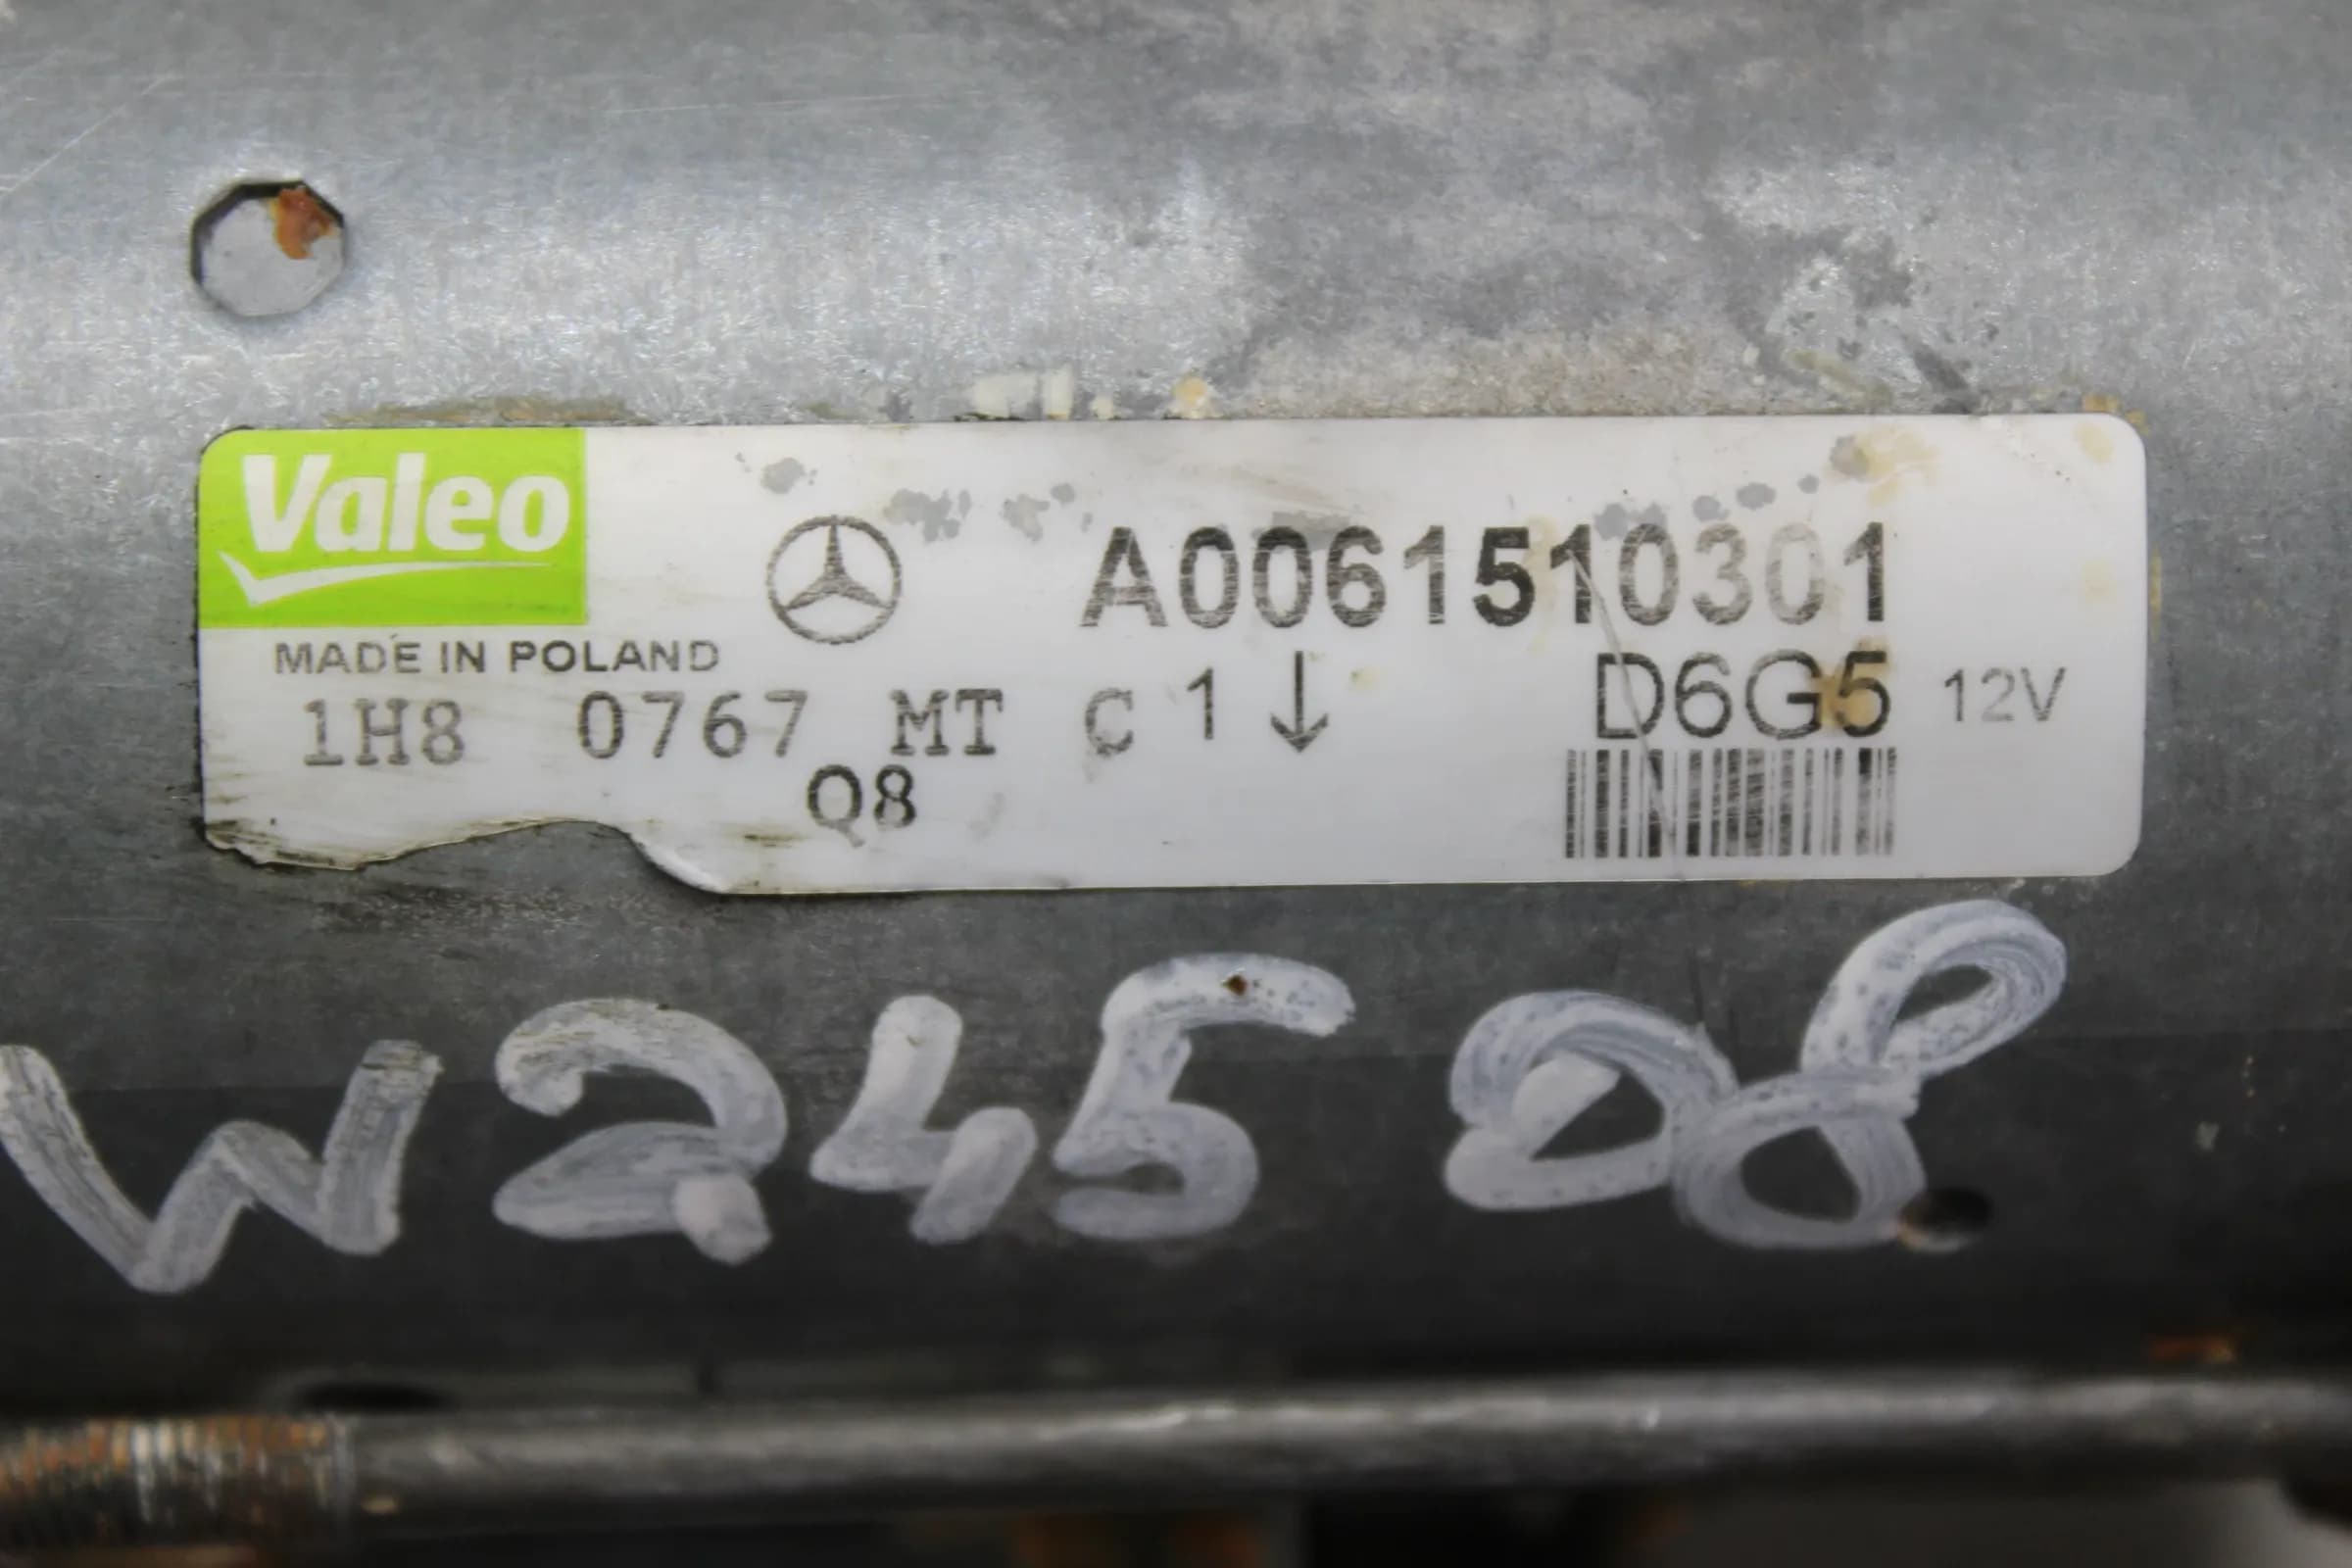 Valeo
A0061510301
MADE IN POLAND
1H8 0767 MT C 1 ↓ D6G5 12V
Q8
W245 08